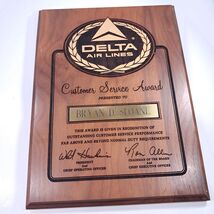 DELTA
AIR LINES
Customer Service Award
PRESENTED TO
BRYAN D. SLOANE
THIS AWARD IS GIVEN IN RECOGNITION OF
OUTSTANDING CUSTOMER SERVICE PERFORMANCE
FAR ABOVE AND BEYOND NORMAL DUTY REQUIREMENTS
PRESIDENT
AND
CHIEF OPERATING OFFICER
CHAIRMAN OF THE BOARD
AND
CHIEF EXECUTIVE OFFICER